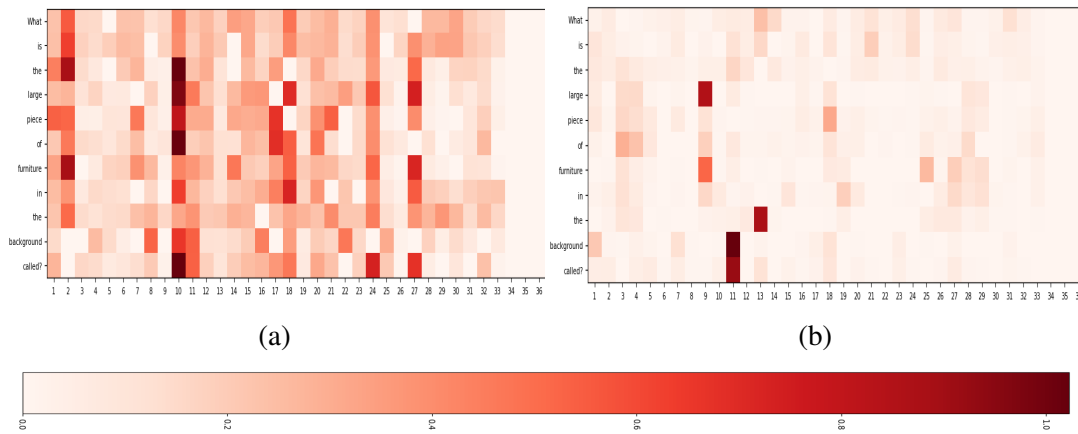 What
is
the
large
piece
of
furniture
in
the
background
called?
1 2 3 4 5 6 7 8 9 10 11 12 13 14 15 16 17 18 19 20 21 22 23 24 25 26 27 28 29 30 31 32 33 34 35 36
(a)
What
is
the
large
piece
of
furniture
in
the
background
called?
1 2 3 4 5 6 7 8 9 10 11 12 13 14 15 16 17 18 19 20 21 22 23 24 25 26 27 28 29 30 31 32 33 34 35 3
(b)
0.0 0.2 0.4 0.6 0.8 1.0